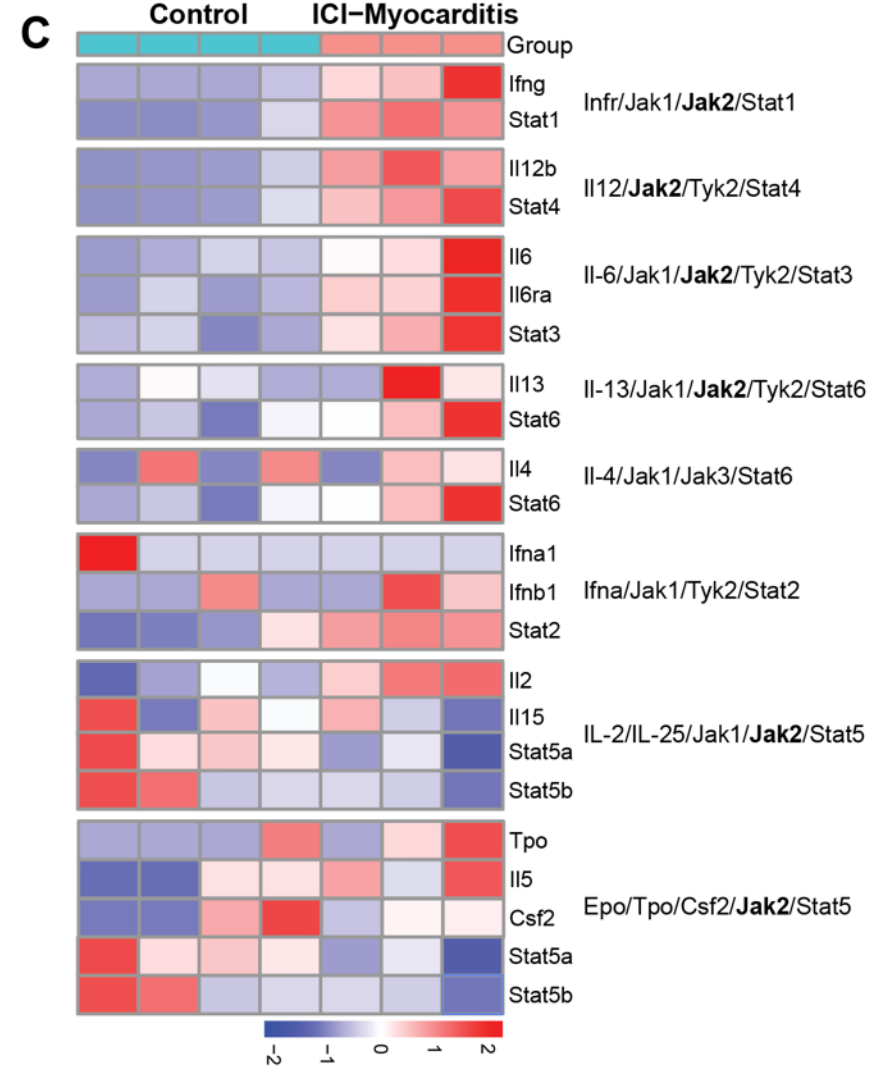 C
Control ICI−Myocarditis
Group
Ifng
Stat1
Infr/Jak1/Jak2/Stat1
Il12b
Stat4
Il12/Jak2/Tyk2/Stat4
Il6
Il6ra
Stat3
Il-6/Jak1/Jak2/Tyk2/Stat3
Il13
Stat6
Il-13/Jak1/Jak2/Tyk2/Stat6
Il4
Stat6
Il-4/Jak1/Jak3/Stat6
Ifna1
Ifnb1
Stat2
Ifna/Jak1/Tyk2/Stat2
Il2
Il15
Stat5a
Stat5b
IL-2/IL-25/Jak1/Jak2/Stat5
Tpo
Il5
Csf2
Stat5a
Stat5b
Epo/Tpo/Csf2/Jak2/Stat5
−2 −1 0 1 2